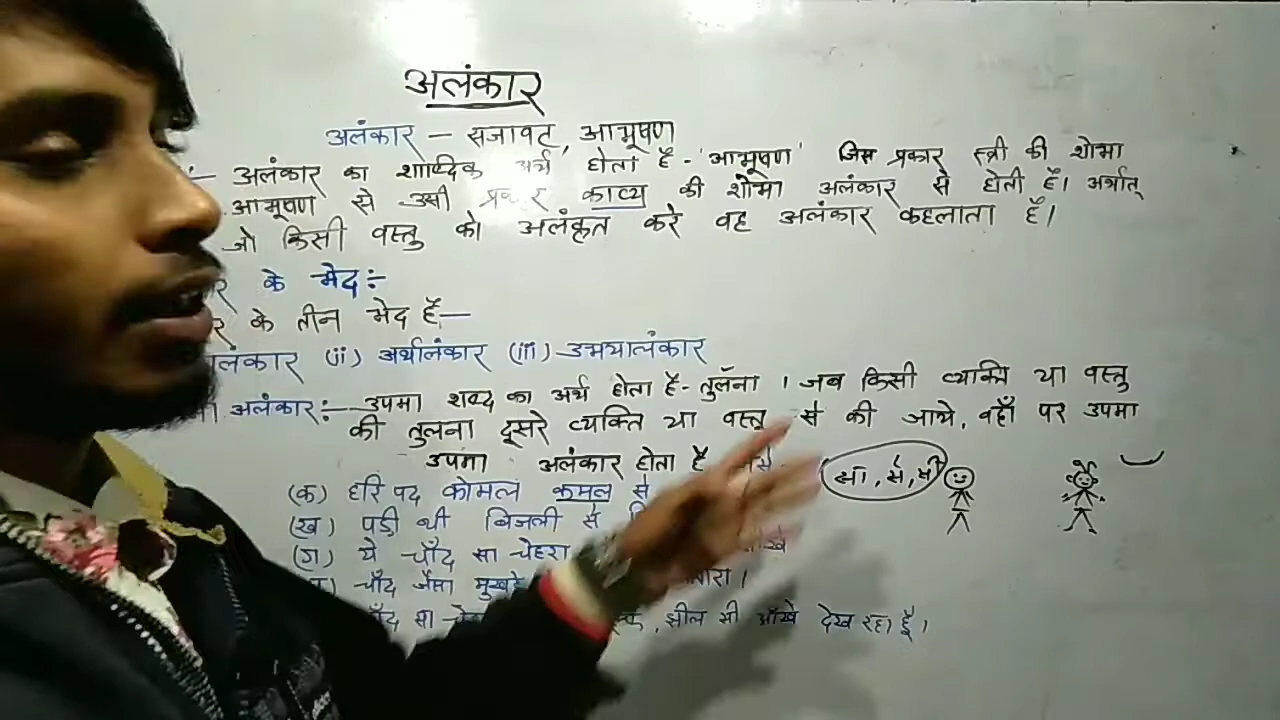 अलंकार
अलंकार - सजावट, आभूषण
:- अलंकार का शाब्दिक अर्थ होता है - 'आभूषण' जिस प्रकार स्त्री की शोभा
आभूषण से उसी प्रकार काव्य की शोभा अलंकार से होती है। अर्थात्
जो किसी वस्तु को अलंकृत करे वह अलंकार कहलाता है।
र के भेद :-
र के तीन भेद हैं -
लंकार (ii) अर्थालंकार (iii) उभयालंकार
अलंकार :- उपमा शब्द का अर्थ होता है - तुलना । जब किसी व्यक्ति या वस्तु
की तुलना दूसरे व्यक्ति या वस्तु से की जाये, वहाँ पर उपमा
उपमा अलंकार होता है
सा, से, सी
(क) हरि पद कोमल कमल से
(ख) पड़ी थी बिजली सी
(ग) ये चाँद सा चेहरा
चाँद जैसा मुखड़े
सा झील सी आँखे देख रहा हूँ।